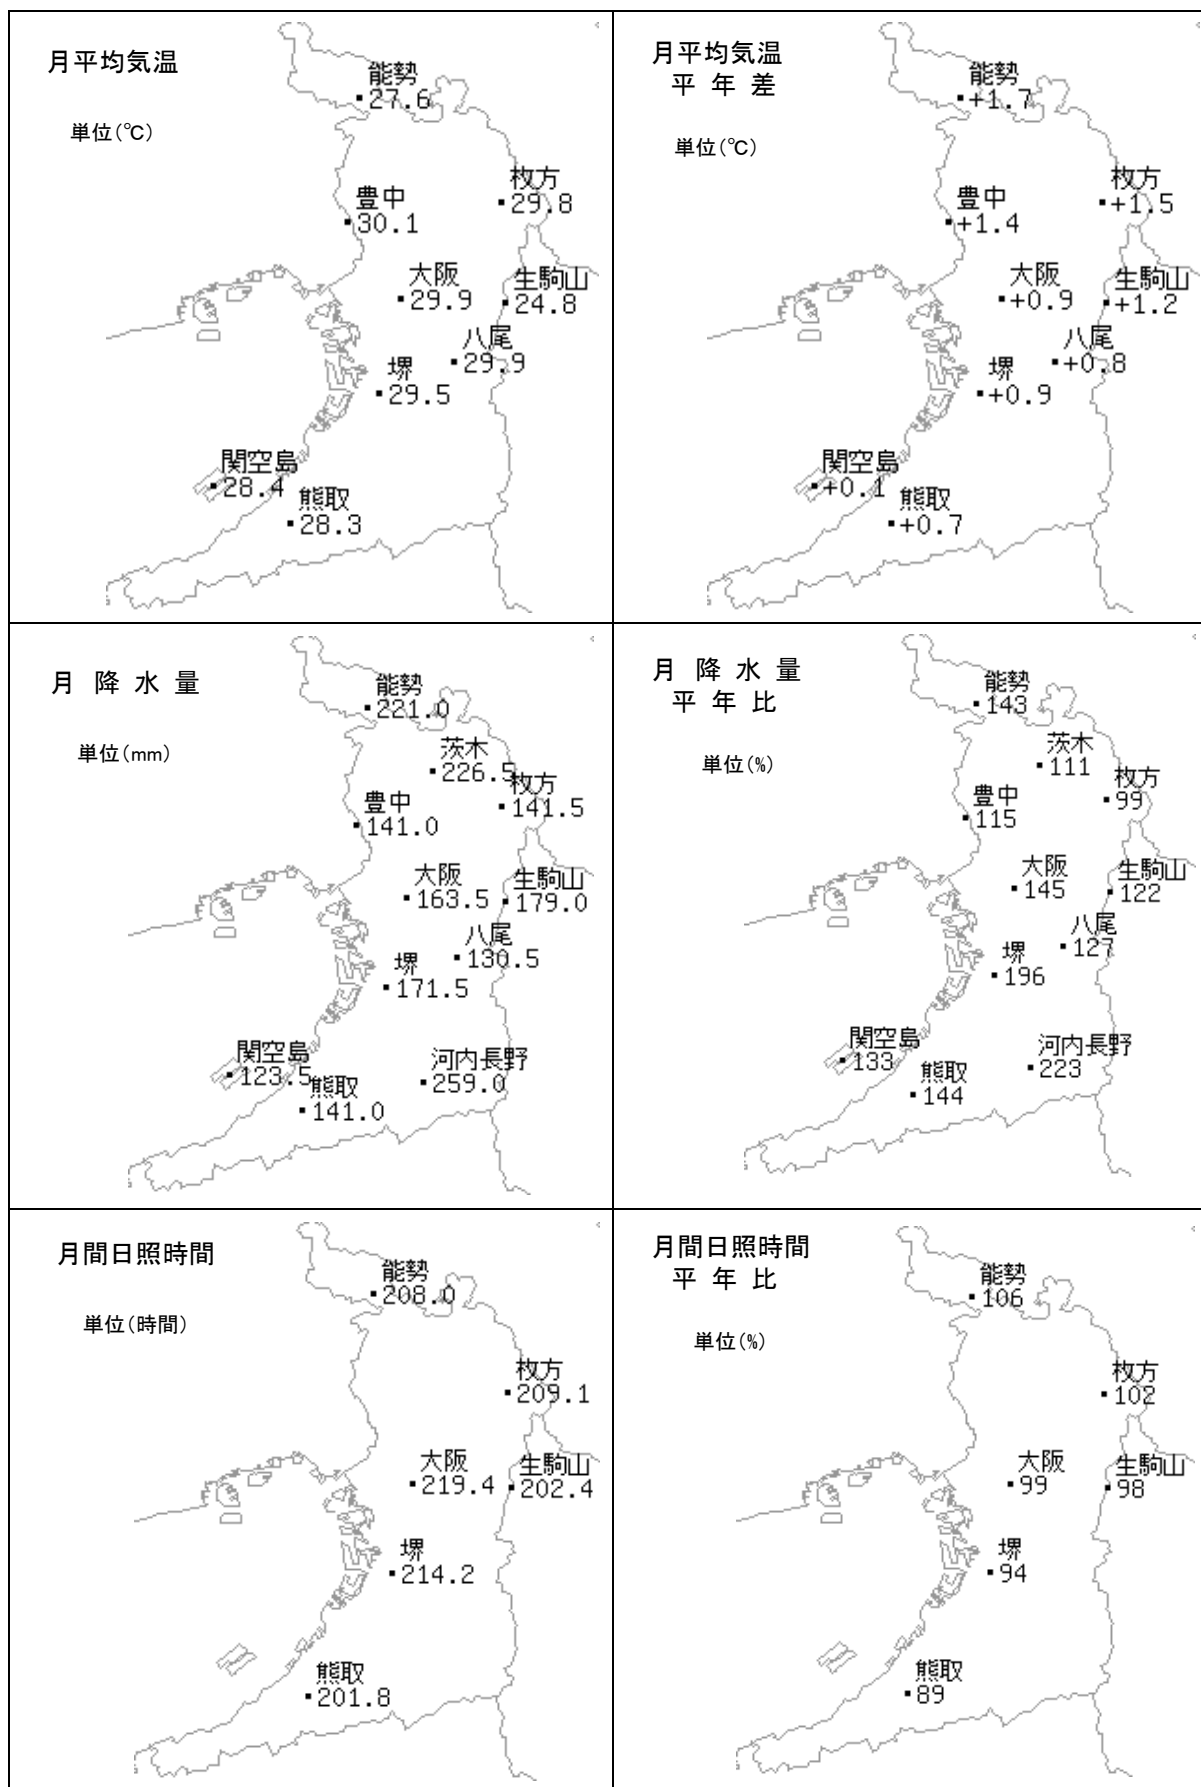 月平均気温
単位(℃)
能勢
27.6
枚方
29.8
豊中
30.1
大阪
29.9
生駒山
24.8
八尾
29.9
堺
29.5
関空島
28.4
熊取
28.3
月平均気温
平年差
単位(℃)
能勢
+1.7
枚方
+1.5
豊中
+1.4
大阪
+0.9
生駒山
+1.2
八尾
+0.8
堺
+0.9
関空島
+0.1
熊取
+0.7
月降水量
単位(mm)
能勢
221.0
茨木
226.5
枚方
141.5
豊中
141.0
大阪
163.5
生駒山
179.0
八尾
130.5
堺
171.5
関空島
123.5
河内長野
259.0
熊取
141.0
月降水量
平年比
単位(%)
能勢
143
茨木
111
枚方
99
豊中
115
大阪
145
生駒山
122
八尾
127
堺
196
関空島
133
河内長野
223
熊取
144
月間日照時間
単位(時間)
能勢
208.0
枚方
209.1
大阪
219.4
生駒山
202.4
堺
214.2
熊取
201.8
月間日照時間
平年比
単位(%)
能勢
106
枚方
102
大阪
99
生駒山
98
堺
94
熊取
89